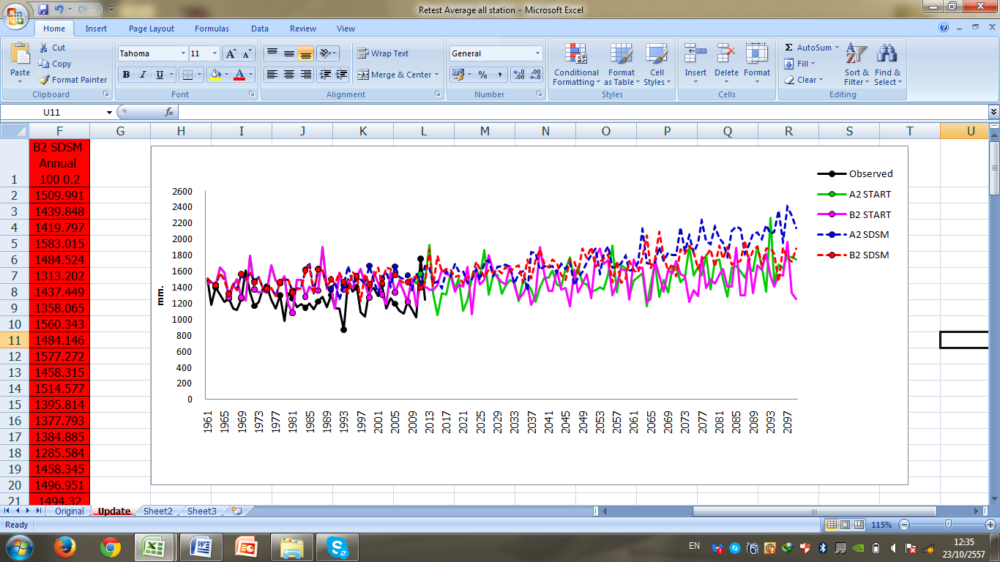 Retest Average all station - Microsoft Excel
Home Insert Page Layout Formulas Data Review View
Paste
Cut
Copy
Format Painter
Clipboard
Tahoma 11
B I U
Font
Wrap Text
Merge & Center
Alignment
General
% , .00 .0
Number
Conditional Formatting
Format as Table
Cell Styles
Styles
Insert Delete Format
Cells
AutoSum
Fill
Clear
Sort & Filter
Find & Select
Editing
U11 fx
F G H I J K L M N O P Q R S T U
B2 SDSM
Annual
1 100 0.2
2 1509.991
3 1439.848
4 1419.797
5 1583.015
6 1484.524
7 1313.202
8 1437.449
9 1358.065
10 1560.343
11 1484.146
12 1577.272
13 1458.315
14 1514.577
15 1395.814
16 1377.793
17 1384.885
18 1285.584
19 1458.345
20 1496.951
21 1494.32
mm.
2600
2400
2200
2000
1800
1600
1400
1200
1000
800
600
400
200
0
1961 1965 1969 1973 1977 1981 1985 1989 1993 1997 2001 2005 2009 2013 2017 2021 2025 2029 2033 2037 2041 2045 2049 2053 2057 2061 2065 2069 2073 2077 2081 2085 2089 2093 2097
Observed
A2 START
B2 START
A2 SDSM
B2 SDSM
Original Update Sheet2 Sheet3
Ready 115%
EN
12:35
23/10/2557